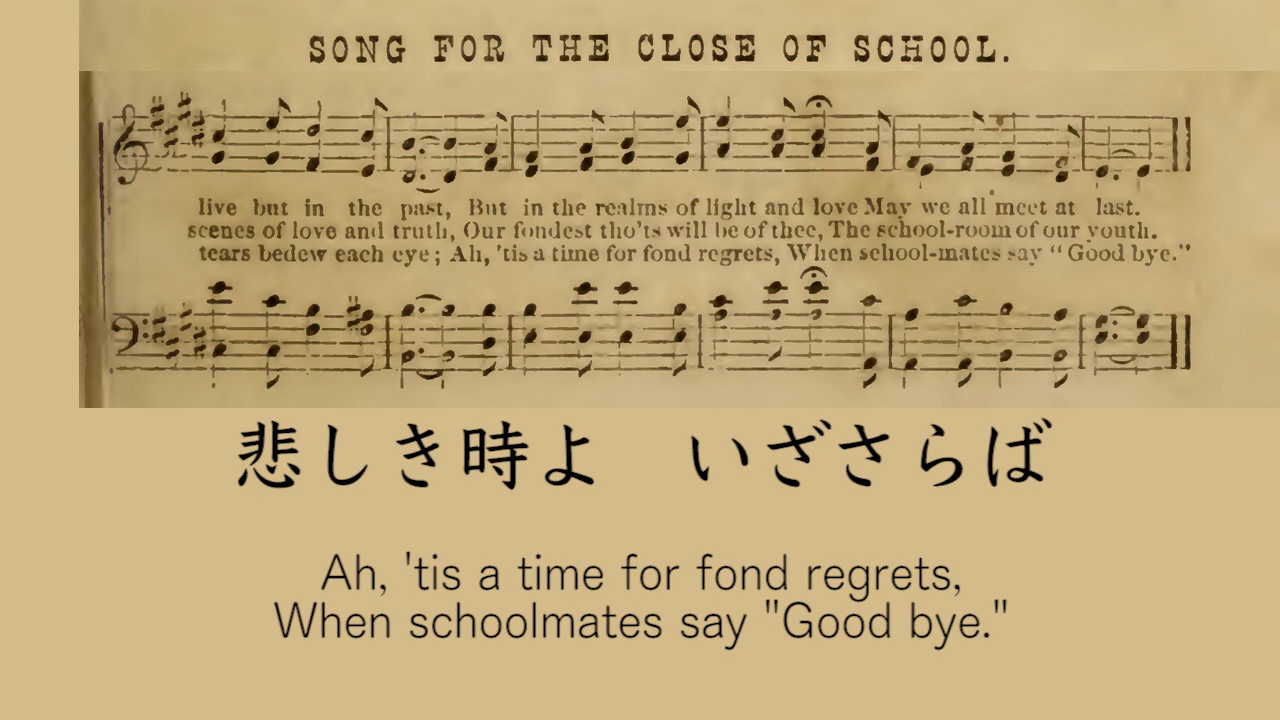 SONG FOR THE CLOSE OF SCHOOL.
live but in the past, But in the realms of light and love May we all meet at last.
scenes of love and truth, Our fondest tho'ts will be of thee, The school-room of our youth.
tears bedew each eye; Ah, 'tis a time for fond regrets, When school-mates say "Good bye."
悲しき時よ いざさらば
Ah, 'tis a time for fond regrets,
When schoolmates say "Good bye."